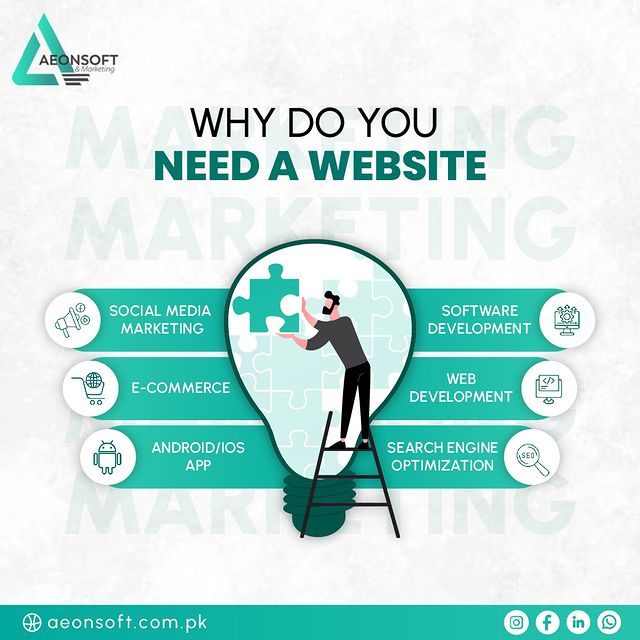 AEONSOFT
& Marketing
WHY DO YOU
NEED A WEBSITE
MARKETING
MARKETING
SOCIAL MEDIA
MARKETING
E-COMMERCE
ANDROID/IOS
APP
SOFTWARE
DEVELOPMENT
WEB
DEVELOPMENT
SEARCH ENGINE
OPTIMIZATION
SEO
MARKETING
aeonsoft.com.pk